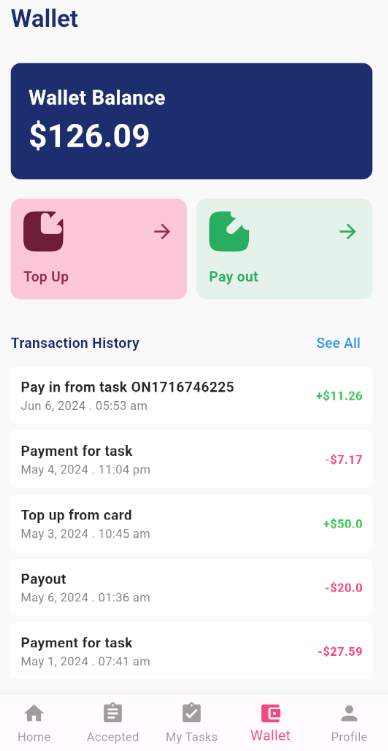 Wallet
Wallet Balance
$126.09
Top Up
Pay out
Transaction History
See All
Pay in from task ON1716746225
Jun 6, 2024 . 05:53 am
+$11.26
Payment for task
May 4, 2024 . 11:04 pm
-$7.17
Top up from card
May 3, 2024 . 10:45 am
+$50.0
Payout
May 6, 2024 . 01:36 am
-$20.0
Payment for task
May 1, 2024 . 07:41 am
-$27.59
Home
Accepted
My Tasks
Wallet
Profile